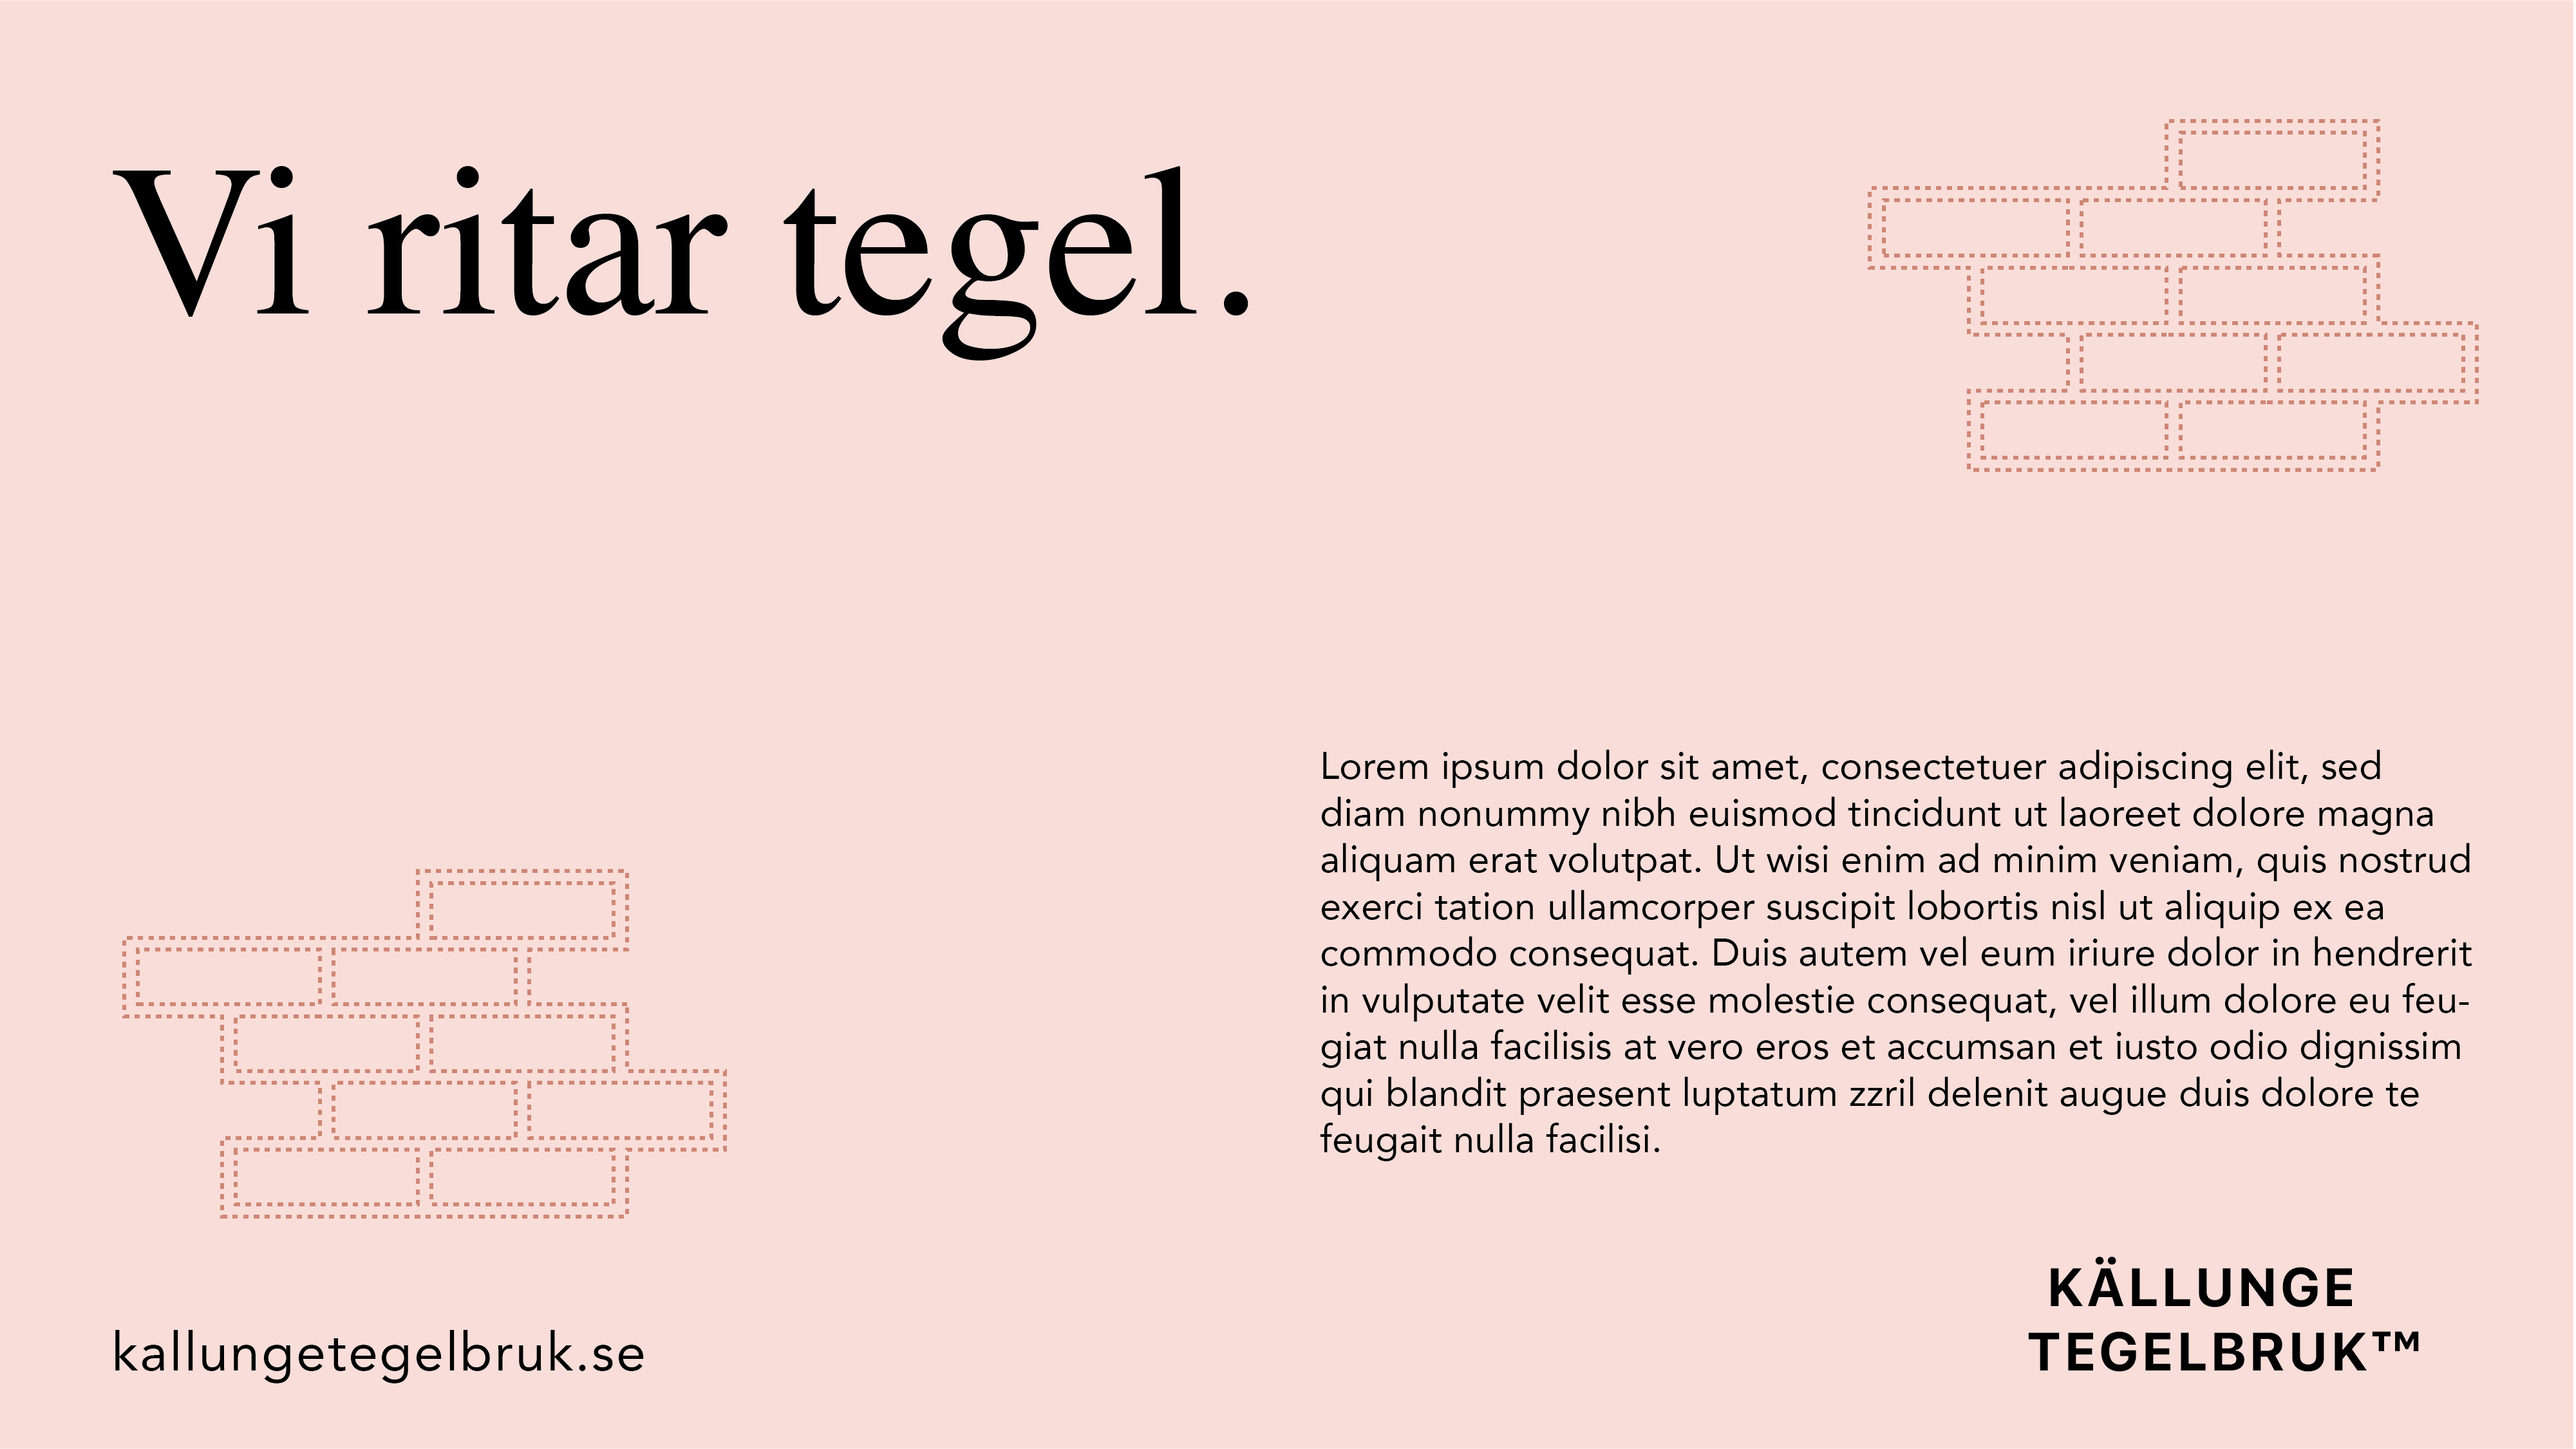 Vi ritar tegel.
Lorem ipsum dolor sit amet, consectetuer adipiscing elit, sed
diam nonummy nibh euismod tincidunt ut laoreet dolore magna
aliquam erat volutpat. Ut wisi enim ad minim veniam, quis nostrud
exerci tation ullamcorper suscipit lobortis nisl ut aliquip ex ea
commodo consequat. Duis autem vel eum iriure dolor in hendrerit
in vulputate velit esse molestie consequat, vel illum dolore eu feu-
giat nulla facilisis at vero eros et accumsan et iusto odio dignissim
qui blandit praesent luptatum zzril delenit augue duis dolore te
feugait nulla facilisi.
kallungetegelbruk.se
KÄLLUNGE
TEGELBRUK™